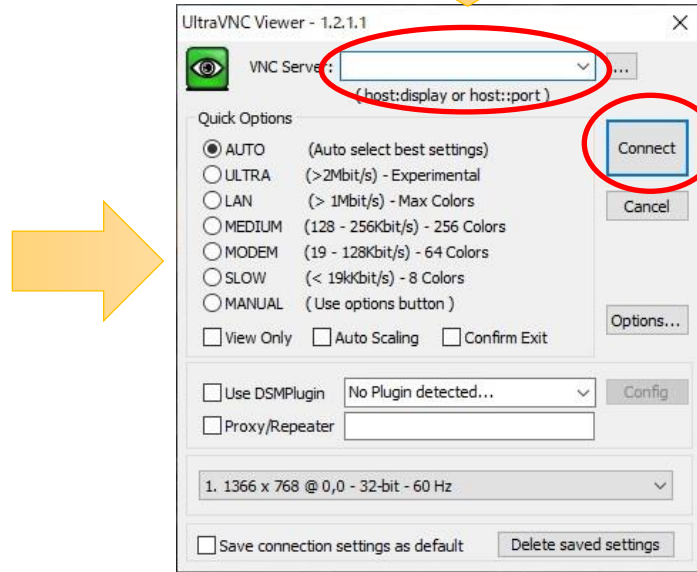 UltraVNC Viewer - 1.2.1.1
VNC Server: ...
( host:display or host::port )
Quick Options
AUTO (Auto select best settings)
ULTRA (>2Mbit/s) - Experimental
LAN (> 1Mbit/s) - Max Colors
MEDIUM (128 - 256Kbit/s) - 256 Colors
MODEM (19 - 128Kbit/s) - 64 Colors
SLOW (< 19kKbit/s) - 8 Colors
MANUAL ( Use options button )
View Only Auto Scaling Confirm Exit
Connect
Cancel
Options...
Use DSMPlugin No Plugin detected... Config
Proxy/Repeater
1. 1366 x 768 @ 0,0 - 32-bit - 60 Hz
Save connection settings as default Delete saved settings